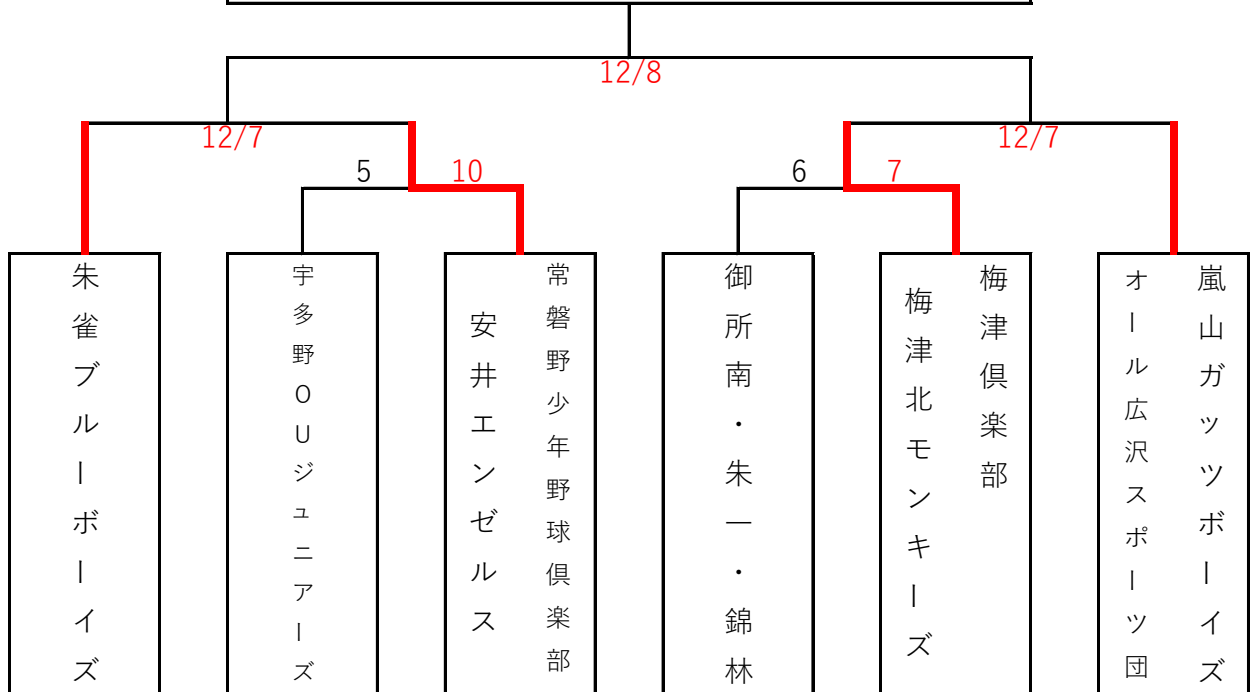 12/8
12/7
12/7
5
10
6
7
朱雀ブルーボーイズ
宇多野OUジュニアーズ
常磐野少年野球倶楽部
安井エンゼルス
御所南・朱一・錦林
梅津倶楽部
梅津北モンキーズ
嵐山ガッツボーイズ
オール広沢スポーツ団